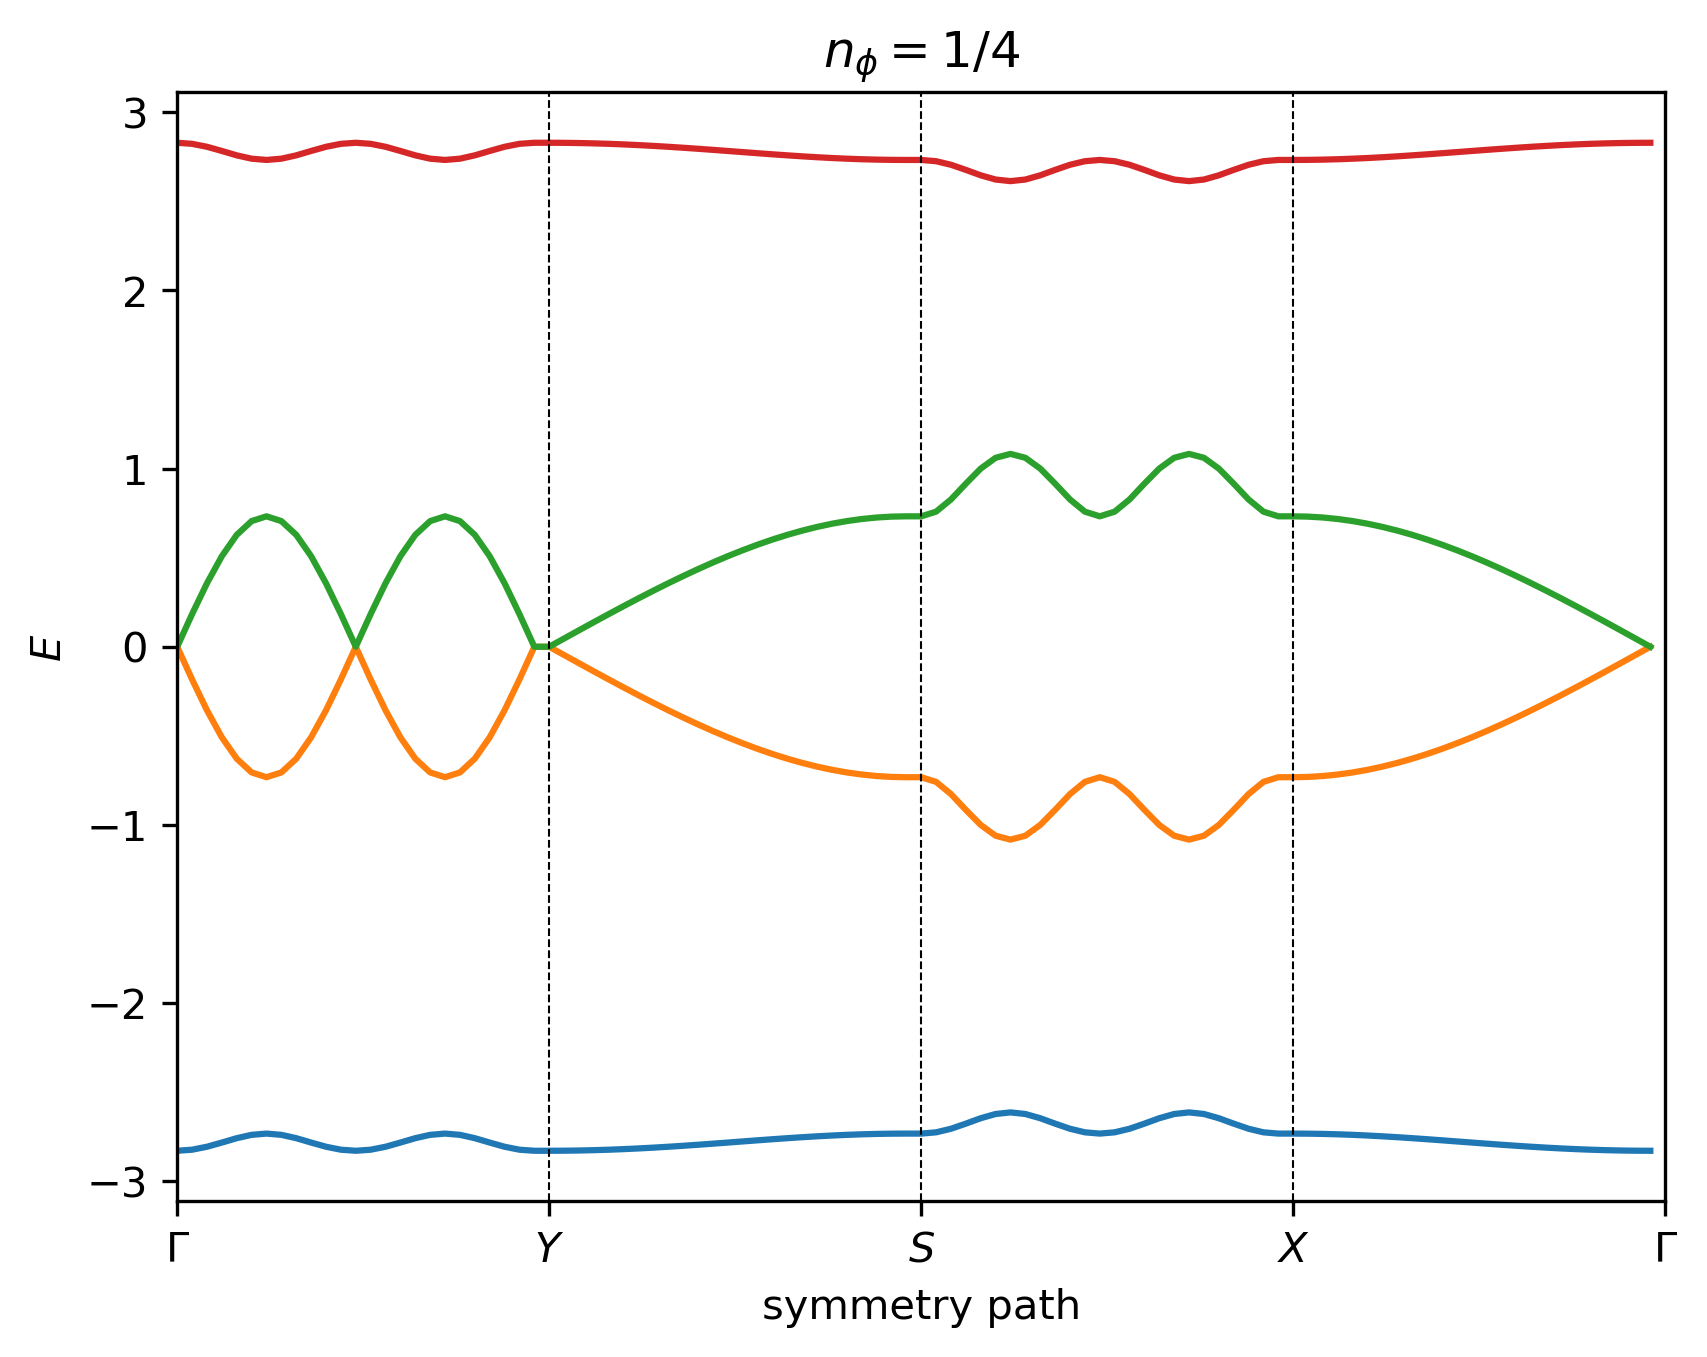 n_ϕ = 1/4
3
2
1
0
−1
−2
−3
E
Γ Y S X Γ
symmetry path